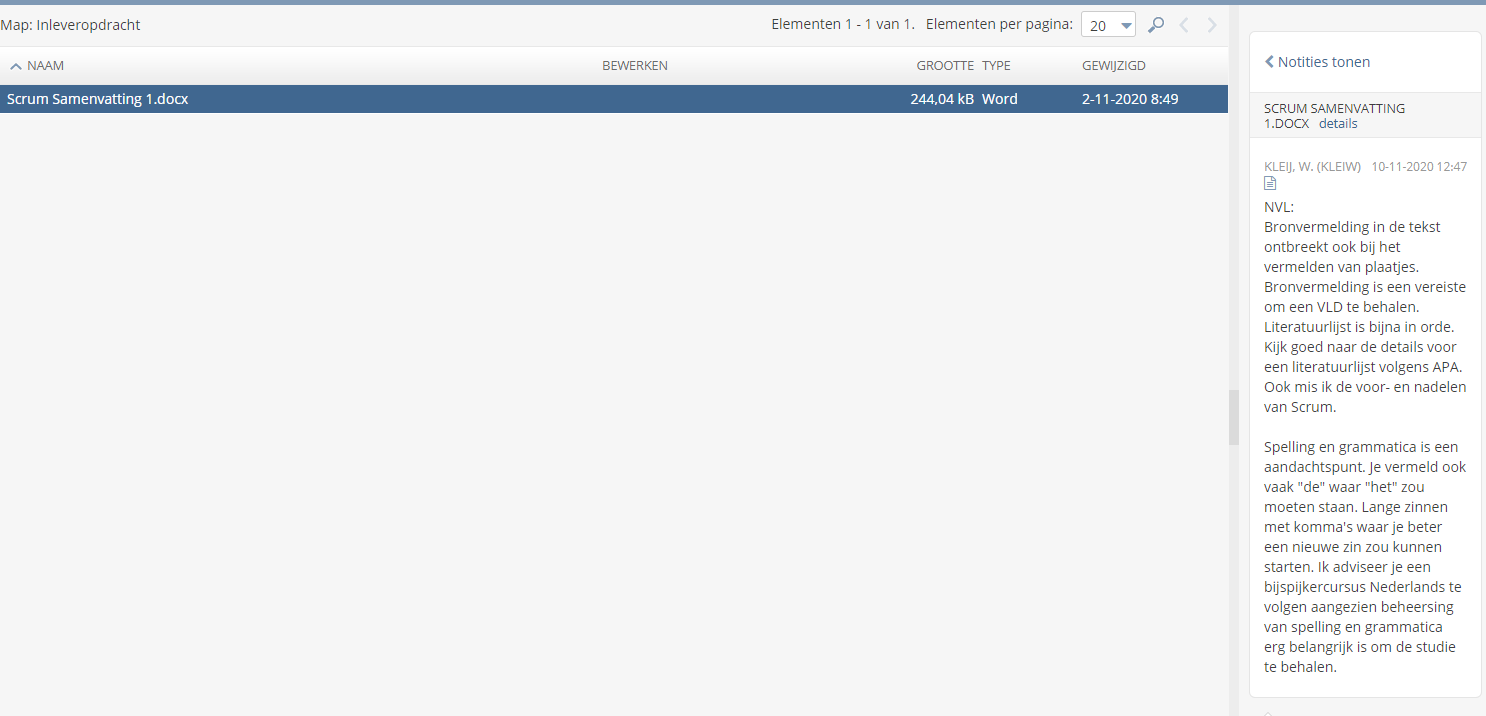 Map: Inleveropdracht
Elementen 1 - 1 van 1. Elementen per pagina: 20
NAAM BEWERKEN GROOTTE TYPE GEWIJZIGD
Scrum Samenvatting 1.docx 244,04 kB Word 2-11-2020 8:49
Notities tonen
SCRUM SAMENVATTING
1.DOCX details
KLEIJ, W. (KLEIW) 10-11-2020 12:47
NVL:
Bronvermelding in de tekst
ontbreekt ook bij het
vermelden van plaatjes.
Bronvermelding is een vereiste
om een VLD te behalen.
Literatuurlijst is bijna in orde.
Kijk goed naar de details voor
een literatuurlijst volgens APA.
Ook mis ik de voor- en nadelen
van Scrum.
Spelling en grammatica is een
aandachtspunt. Je vermeld ook
vaak "de" waar "het" zou
moeten staan. Lange zinnen
met komma's waar je beter
een nieuwe zin zou kunnen
starten. Ik adviseer je een
bijspijkercursus Nederlands te
volgen aangezien beheersing
van spelling en grammatica
erg belangrijk is om de studie
te behalen.